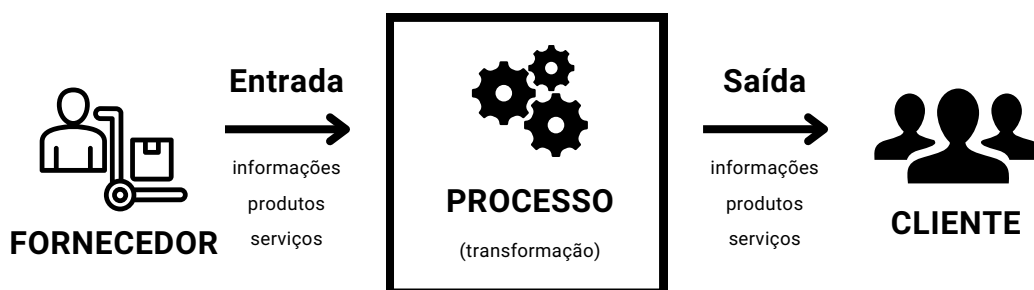 FORNECEDOR
Entrada
informações
produtos
serviços
PROCESSO
(transformação)
Saída
informações
produtos
serviços
CLIENTE